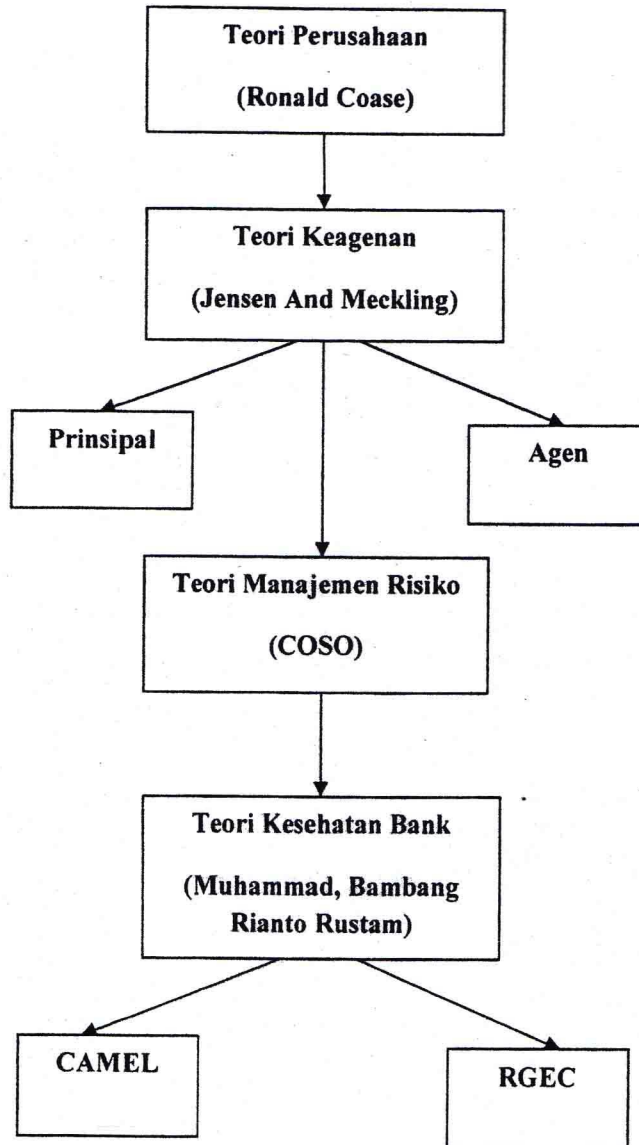 Teori Perusahaan
(Ronald Coase)
Teori Keagenan
(Jensen And Meckling)
Prinsipal
Agen
Teori Manajemen Risiko
(COSO)
Teori Kesehatan Bank
(Muhammad, Bambang
Rianto Rustam)
CAMEL
RGEC